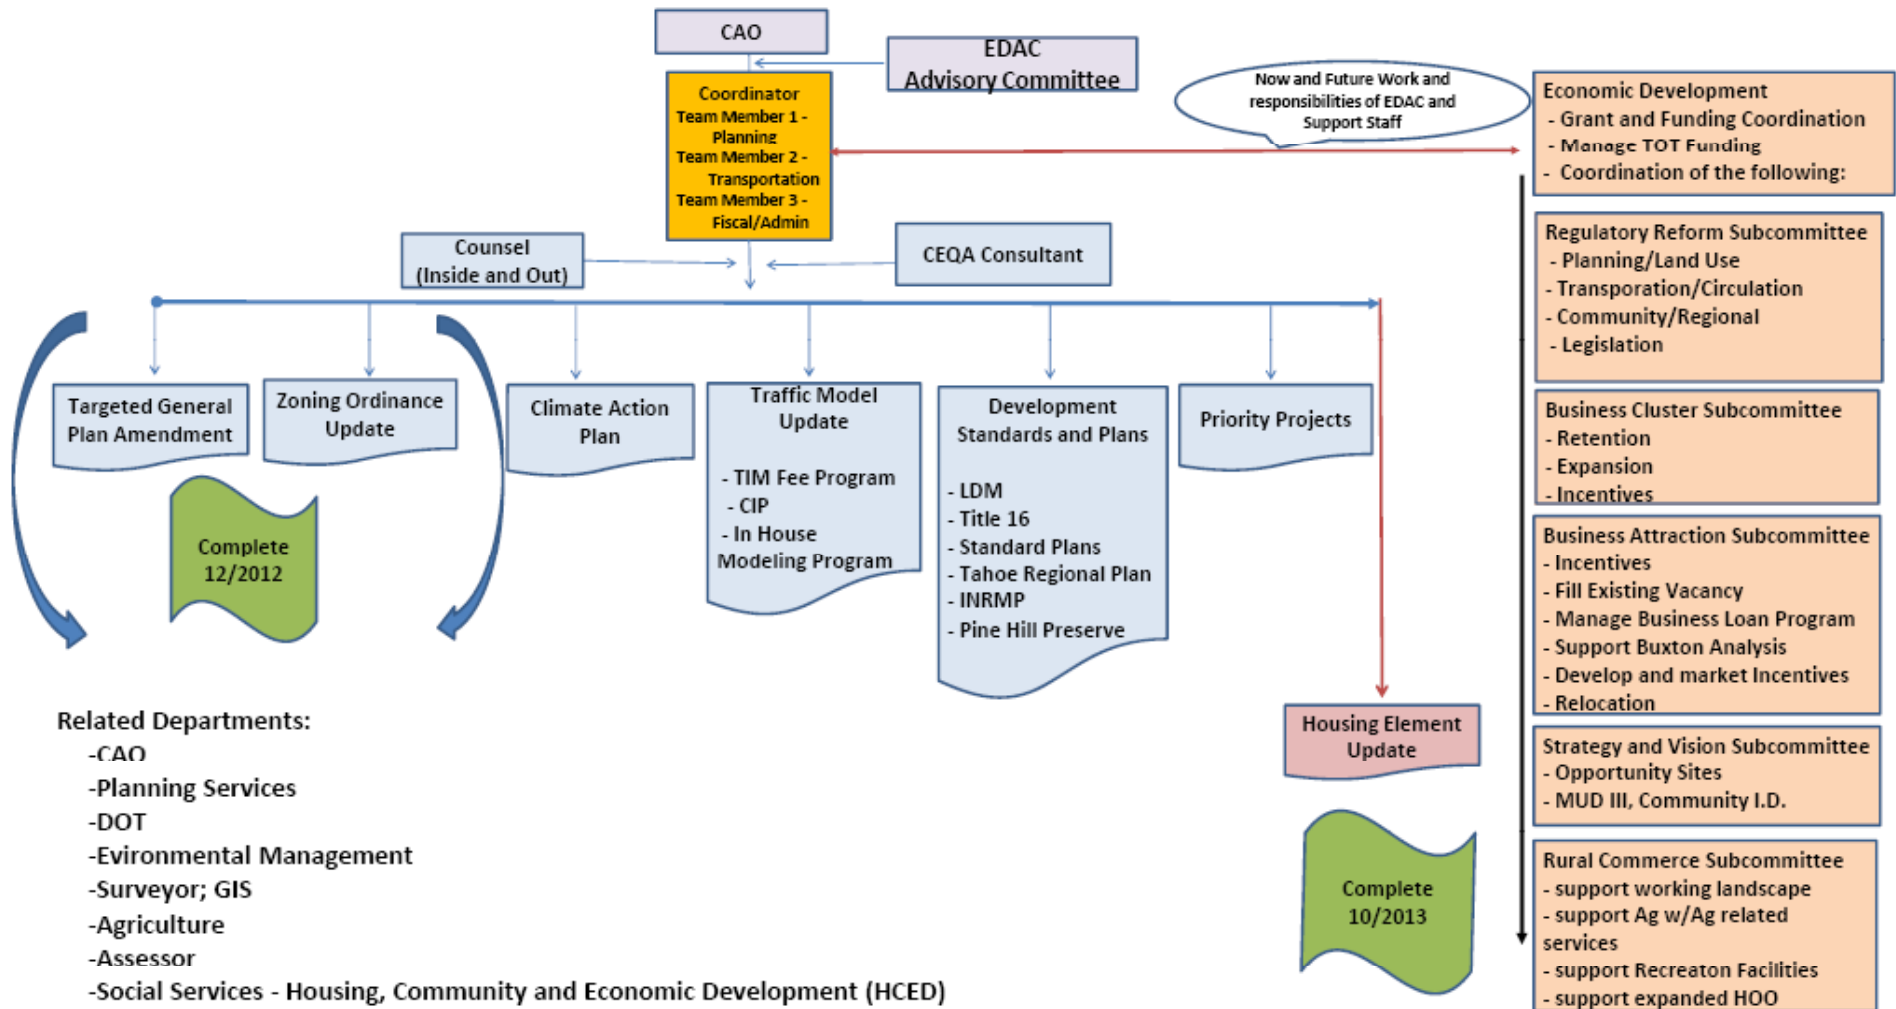 CAO
EDAC
Advisory Committee
Coordinator
Team Member 1 -
Planning
Team Member 2 -
Transportation
Team Member 3 -
Fiscal/Admin
Now and Future Work and
responsibilities of EDAC and
Support Staff
Counsel
(Inside and Out)
CEQA Consultant
Targeted General
Plan Amendment
Zoning Ordinance
Update
Climate Action
Plan
Traffic Model
Update
- TIM Fee Program
- CIP
- In House
Modeling Program
Development
Standards and Plans
- LDM
- Title 16
- Standard Plans
- Tahoe Regional Plan
- INRMP
- Pine Hill Preserve
Priority Projects
Complete
12/2012
Housing Element
Update
Complete
10/2013
Related Departments:
-CAO
-Planning Services
-DOT
-Evironmental Management
-Surveyor; GIS
-Agriculture
-Assessor
-Social Services - Housing, Community and Economic Development (HCED)
Economic Development
- Grant and Funding Coordination
- Manage TOT Funding
- Coordination of the following:
Regulatory Reform Subcommittee
- Planning/Land Use
- Transporation/Circulation
- Community/Regional
- Legislation
Business Cluster Subcommittee
- Retention
- Expansion
- Incentives
Business Attraction Subcommittee
- Incentives
- Fill Existing Vacancy
- Manage Business Loan Program
- Support Buxton Analysis
- Develop and market Incentives
- Relocation
Strategy and Vision Subcommittee
- Opportunity Sites
- MUD III, Community I.D.
Rural Commerce Subcommittee
- support working landscape
- support Ag w/Ag related
services
- support Recreaton Facilities
- support expanded HOO